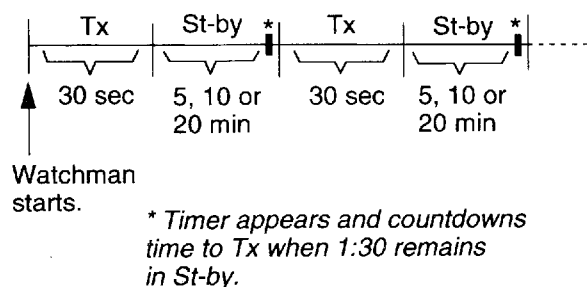 Tx St-by * Tx St-by *
30 sec 5, 10 or 30 sec 5, 10 or
20 min 20 min
Watchman
starts.
* Timer appears and countdowns
time to Tx when 1:30 remains
in St-by.